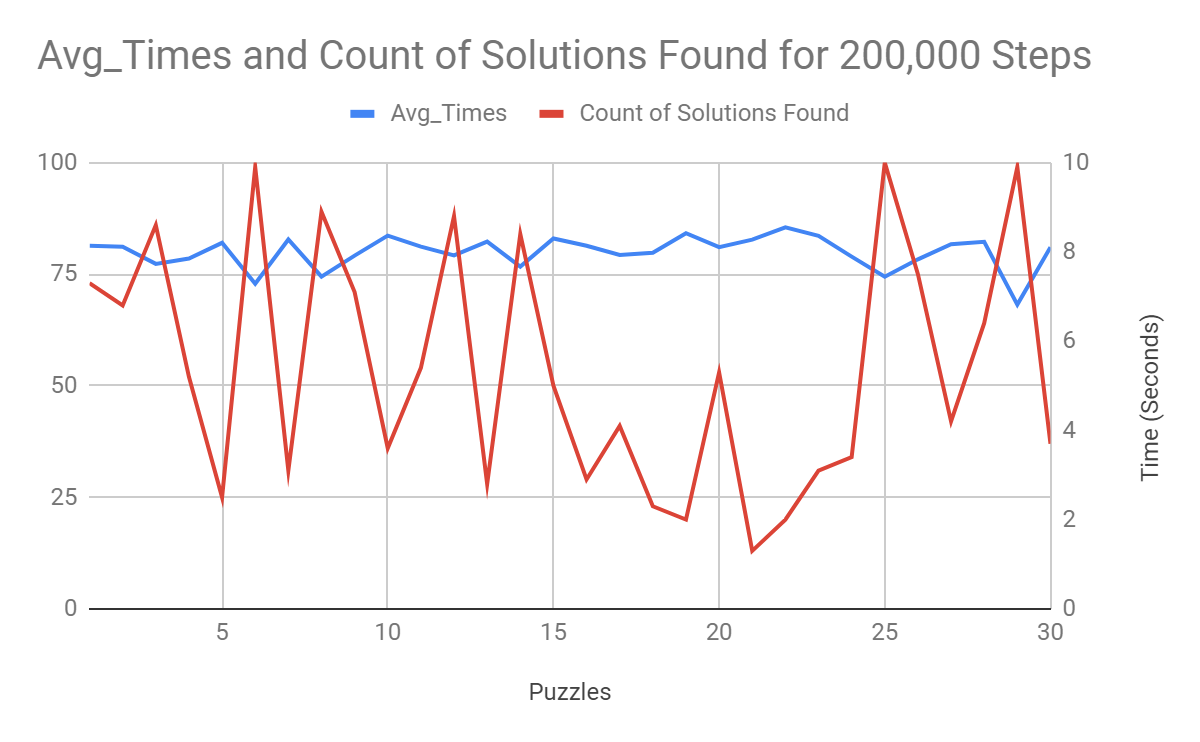 Avg_Times and Count of Solutions Found for 200,000 Steps
Avg_Times Count of Solutions Found
100 10
8
75
6
50
4
25
2
0 0
5 10 15 20 25 30
Time (Seconds)
Puzzles